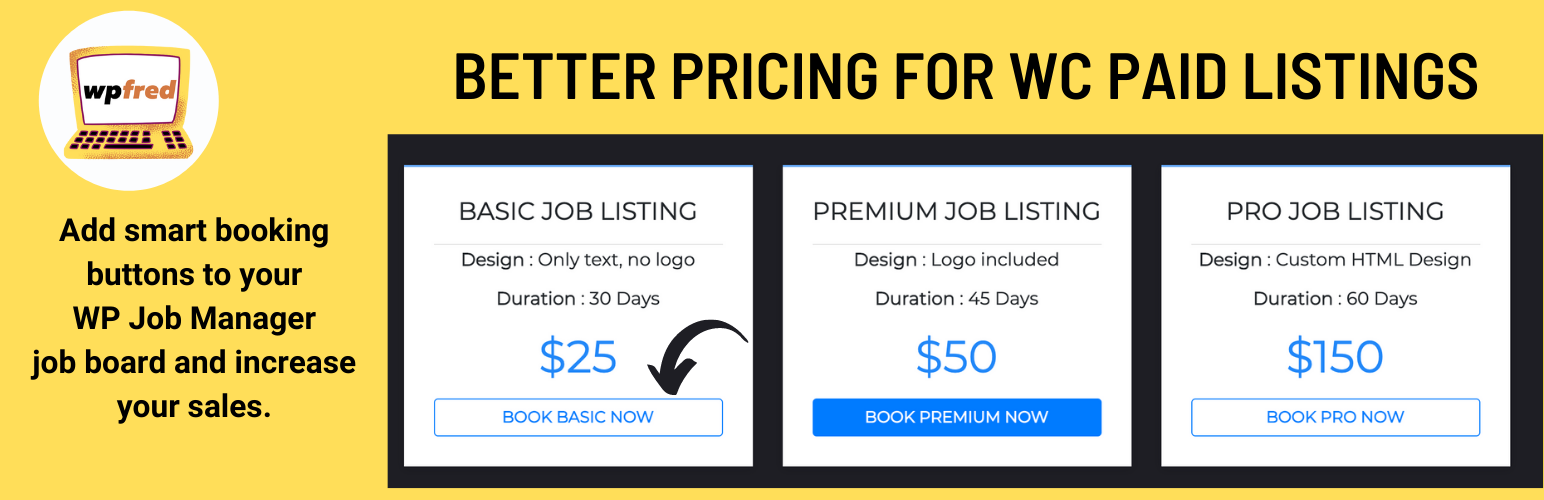 wpfred
BETTER PRICING FOR WC PAID LISTINGS
Add smart booking
buttons to your
WP Job Manager
job board and increase
your sales.
BASIC JOB LISTING
Design : Only text, no logo
Duration : 30 Days
$25
BOOK BASIC NOW
PREMIUM JOB LISTING
Design : Logo included
Duration : 45 Days
$50
BOOK PREMIUM NOW
PRO JOB LISTING
Design : Custom HTML Design
Duration : 60 Days
$150
BOOK PRO NOW